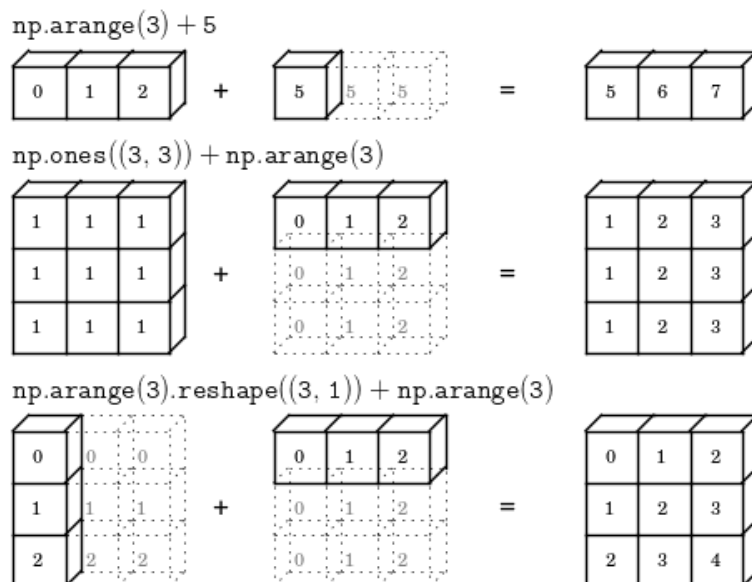 np.arange(3) + 5
0 1 2 + 5 5 5 = 5 6 7
np.ones((3, 3)) + np.arange(3)
1 1 1 0 1 2 1 2 3
1 1 1 + 0 1 2 = 1 2 3
1 1 1 0 1 2 1 2 3
np.arange(3).reshape((3, 1)) + np.arange(3)
0 0 0 0 1 2 0 1 2
1 1 1 + 0 1 2 = 1 2 3
2 2 2 0 1 2 2 3 4